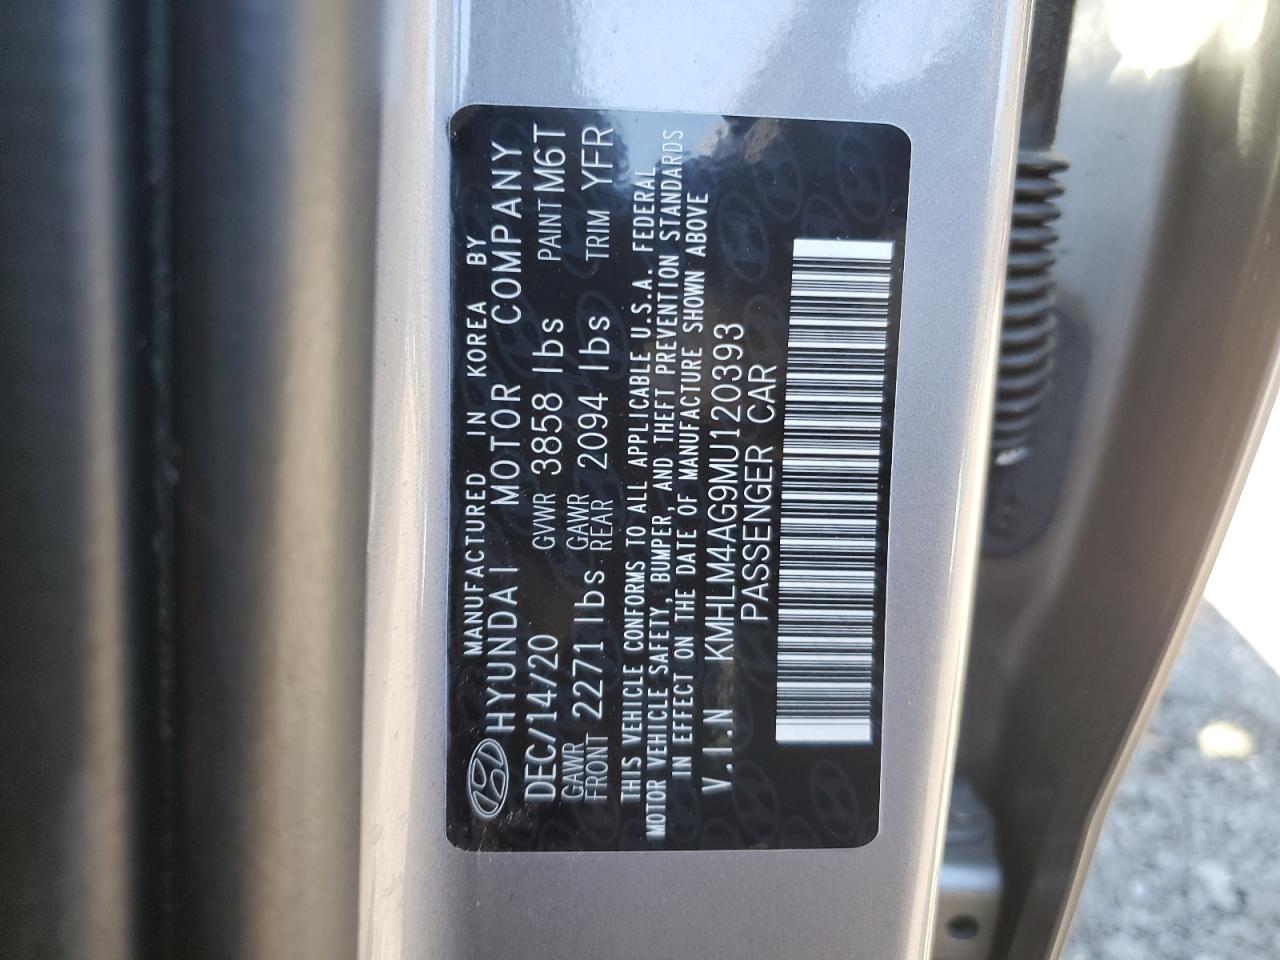 MANUFACTURED IN KOREA BY
HYUNDAI MOTOR COMPANY
DEC/14/20 GVWR 3858 lbs PAINT M6T
GAWR FRONT 2271 lbs GAWR REAR 2094 lbs TRIM YFR
THIS VEHICLE CONFORMS TO ALL APPLICABLE U.S.A. FEDERAL
MOTOR VEHICLE SAFETY, BUMPER, AND THEFT PREVENTION STANDARDS
IN EFFECT ON THE DATE OF MANUFACTURE SHOWN ABOVE
V.I.N KMHLM4AG9MU120393
PASSENGER CAR